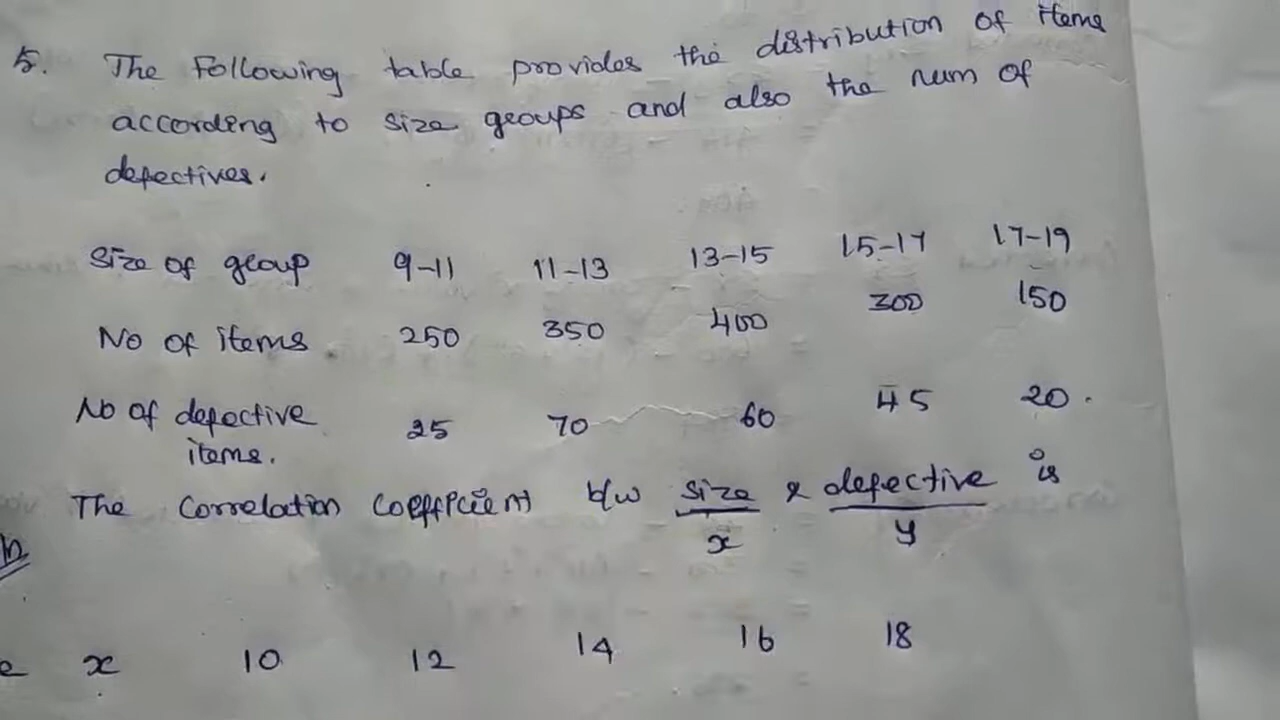 5. The Following table provides the distribution of items
according to size groups and also the num of
defectives.
Size of group 9-11 11-13 13-15 15-17 17-19
No of items 250 350 400 300 150
No of defective 25 70 60 45 20.
items.
The Correlation Coefficient b/w size & defective is
x y
x 10 12 14 16 18